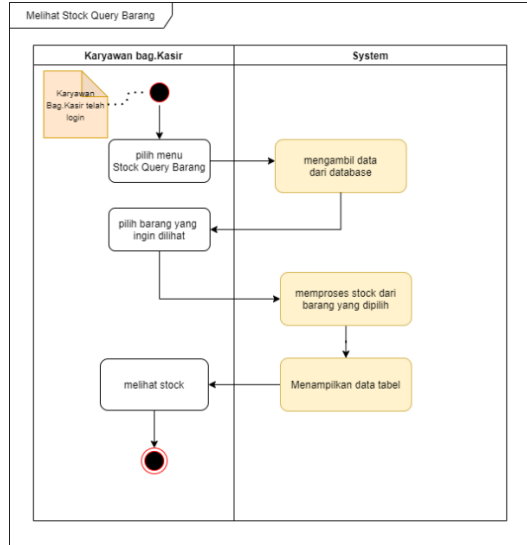 Melihat Stock Query Barang
Karyawan bag.Kasir
System
Karyawan
Bag.Kasir telah
login
pilih menu
Stock Query Barang
mengambil data
dari database
pilih barang yang
ingin dilihat
memproses stock dari
barang yang dipilih
melihat stock
Menampilkan data tabel